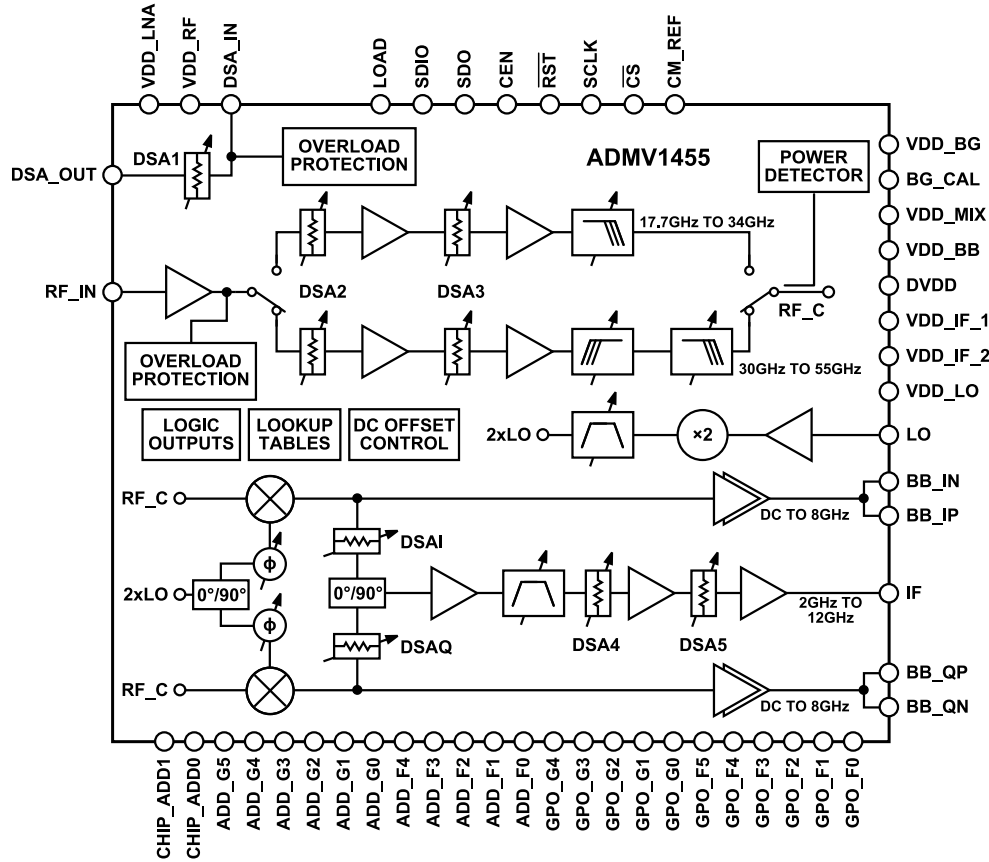 VDD_LNA
VDD_RF
DSA_IN
LOAD
SDIO
SDO
CEN
RST
SCLK
CS
CM_REF
DSA1
OVERLOAD
PROTECTION
ADMV1455
POWER
DETECTOR
VDD_BG
DSA_OUT
BG_CAL
17.7GHz TO 34GHz
VDD_MIX
VDD_BB
RF_IN
DSA2
DSA3
RF_C
DVDD
VDD_IF_1
OVERLOAD
PROTECTION
30GHz TO 55GHz
VDD_IF_2
VDD_LO
LOGIC
OUTPUTS
LOOKUP
TABLES
DC OFFSET
CONTROL
2xLO
×2
LO
RF_C
DC TO 8GHz
BB_IN
BB_IP
DSAI
ϕ
2xLO
0°/90°
0°/90°
IF
2GHz TO
12GHz
ϕ
DSAQ
DSA4
DSA5
RF_C
DC TO 8GHz
BB_QP
BB_QN
CHIP_ADD1
CHIP_ADD0
ADD_G5
ADD_G4
ADD_G3
ADD_G2
ADD_G1
ADD_G0
ADD_F4
ADD_F3
ADD_F2
ADD_F1
ADD_F0
GPO_G4
GPO_G3
GPO_G2
GPO_G1
GPO_G0
GPO_F5
GPO_F4
GPO_F3
GPO_F2
GPO_F1
GPO_F0